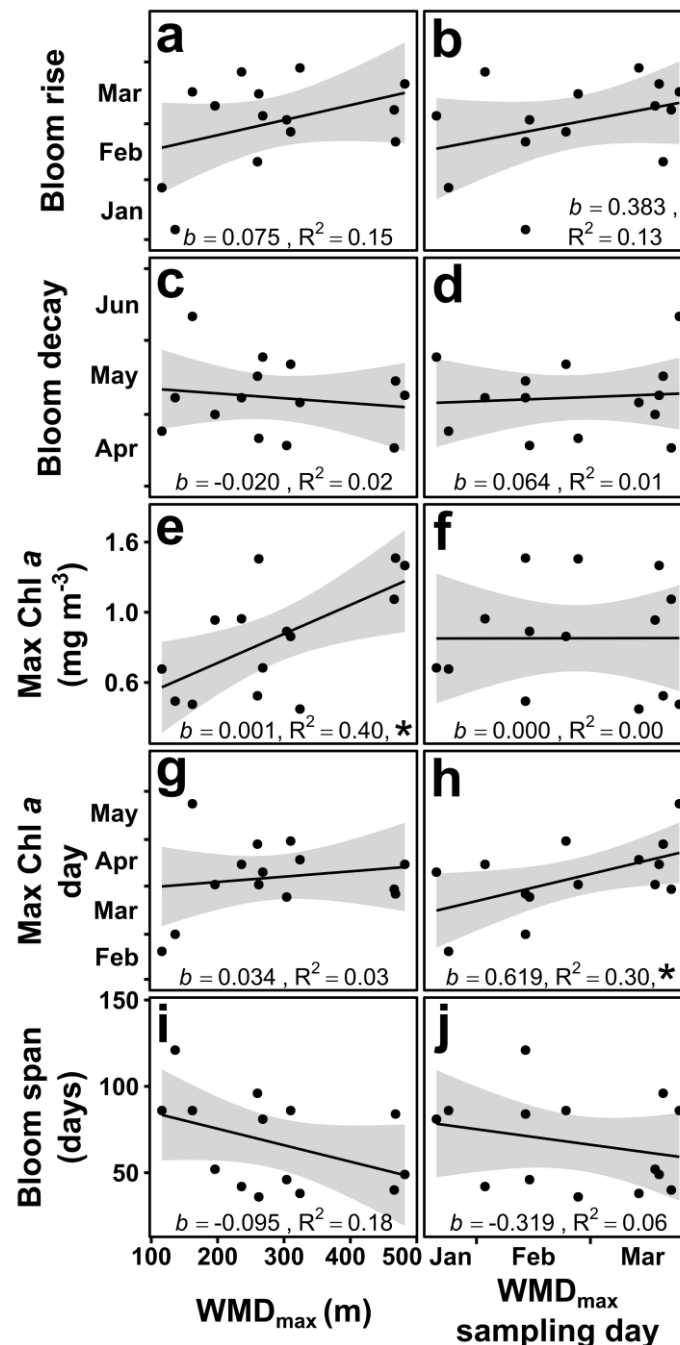 a
b
Bloom rise
Mar
Feb
Jan
b = 0.075 , R² = 0.15
b = 0.383 ,
R² = 0.13
c
d
Bloom decay
Jun
May
Apr
b = -0.020 , R² = 0.02
b = 0.064 , R² = 0.01
e
f
Max Chl a
(mg m⁻³)
1.6
1.0
0.6
b = 0.001, R² = 0.40, *
b = 0.000 , R² = 0.00
g
h
Max Chl a
day
May
Apr
Mar
Feb
b = 0.034 , R² = 0.03
b = 0.619, R² = 0.30, *
i
j
Bloom span
(days)
150
100
50
b = -0.095 , R² = 0.18
b = -0.319 , R² = 0.06
100 200 300 400 500
Jan Feb Mar
WMDmax (m)
WMDmax
sampling day